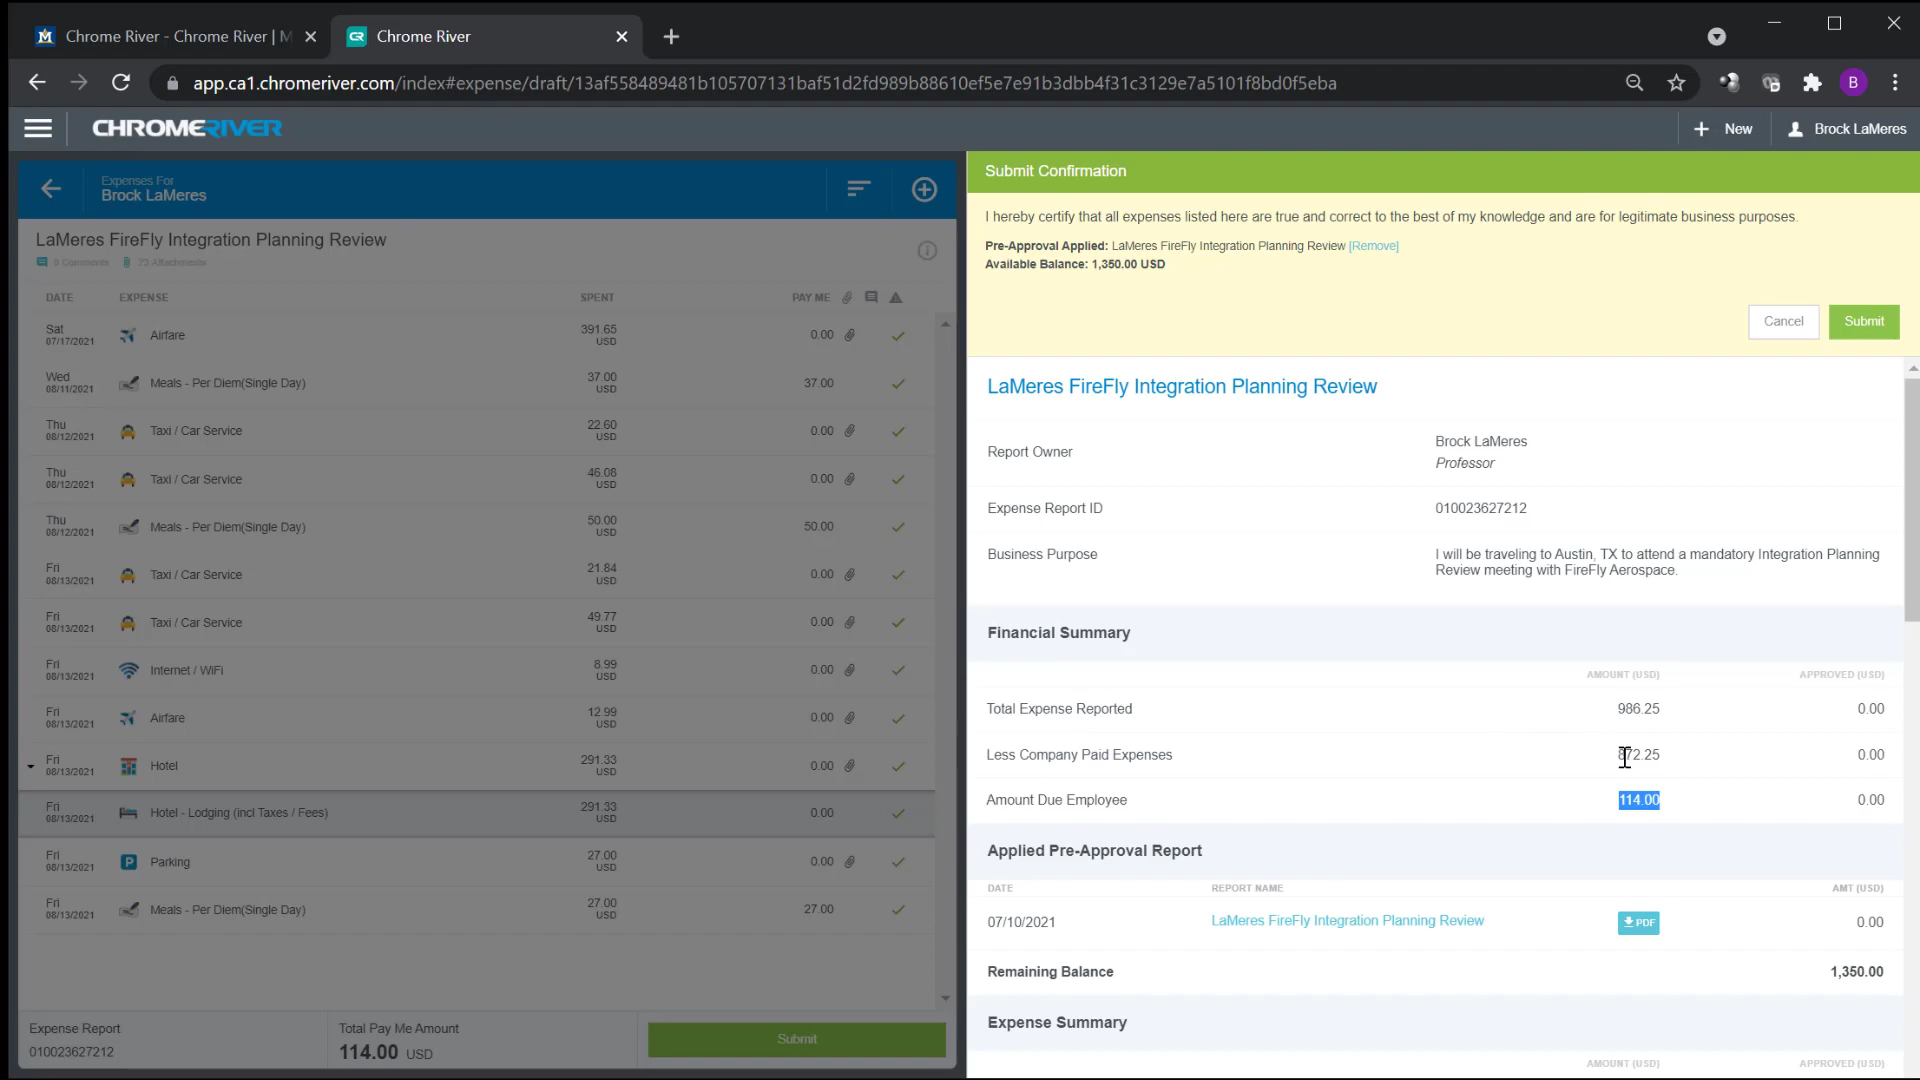 Chrome River - Chrome River | M
Chrome River
app.ca1.chromeriver.com/index#expense/draft/13af558489481b105707131baf51d2fd989b88610ef5e7e91b3dbb4f31c3129e7a5101f8bd0f5eba
B
CHROMERIVER
New
Brock LaMeres
Expenses For
Brock LaMeres
LaMeres FireFly Integration Planning Review
0 Comments 73 Attachments
DATE EXPENSE SPENT PAY ME
Sat 07/17/2021 Airfare 391.65 USD 0.00
Wed 08/11/2021 Meals - Per Diem(Single Day) 37.00 USD 37.00
Thu 08/12/2021 Taxi / Car Service 22.60 USD 0.00
Thu 08/12/2021 Taxi / Car Service 46.08 USD 0.00
Thu 08/12/2021 Meals - Per Diem(Single Day) 50.00 USD 50.00
Fri 08/13/2021 Taxi / Car Service 21.84 USD 0.00
Fri 08/13/2021 Taxi / Car Service 49.77 USD 0.00
Fri 08/13/2021 Internet / WiFi 8.99 USD 0.00
Fri 08/13/2021 Airfare 12.99 USD 0.00
Fri 08/13/2021 Hotel 291.33 USD 0.00
Fri 08/13/2021 Hotel - Lodging (incl Taxes / Fees) 291.33 USD 0.00
Fri 08/13/2021 Parking 27.00 USD 0.00
Fri 08/13/2021 Meals - Per Diem(Single Day) 27.00 USD 27.00
Expense Report
010023627212
Total Pay Me Amount
114.00 USD
Submit
Submit Confirmation
I hereby certify that all expenses listed here are true and correct to the best of my knowledge and are for legitimate business purposes.
Pre-Approval Applied: LaMeres FireFly Integration Planning Review [Remove]
Available Balance: 1,350.00 USD
Cancel Submit
LaMeres FireFly Integration Planning Review
Report Owner
Brock LaMeres
Professor
Expense Report ID 010023627212
Business Purpose
I will be traveling to Austin, TX to attend a mandatory Integration Planning
Review meeting with FireFly Aerospace.
Financial Summary
AMOUNT (USD) APPROVED (USD)
Total Expense Reported 986.25 0.00
Less Company Paid Expenses 872.25 0.00
Amount Due Employee 114.00 0.00
Applied Pre-Approval Report
DATE REPORT NAME AMT (USD)
07/10/2021 LaMeres FireFly Integration Planning Review PDF 0.00
Remaining Balance 1,350.00
Expense Summary
AMOUNT (USD) APPROVED (USD)